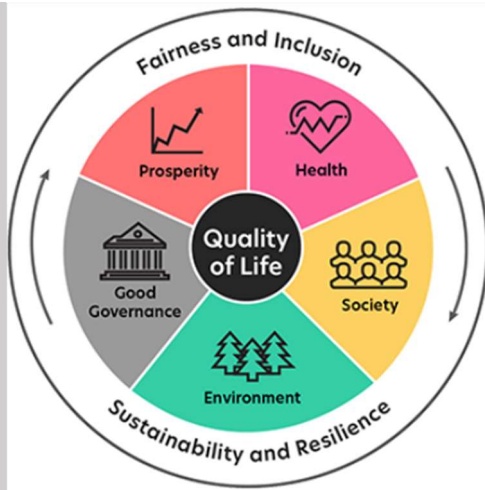 Fairness and Inclusion
Prosperity
Health
Quality
of Life
Good
Governance
Society
Environment
Sustainability and Resilience